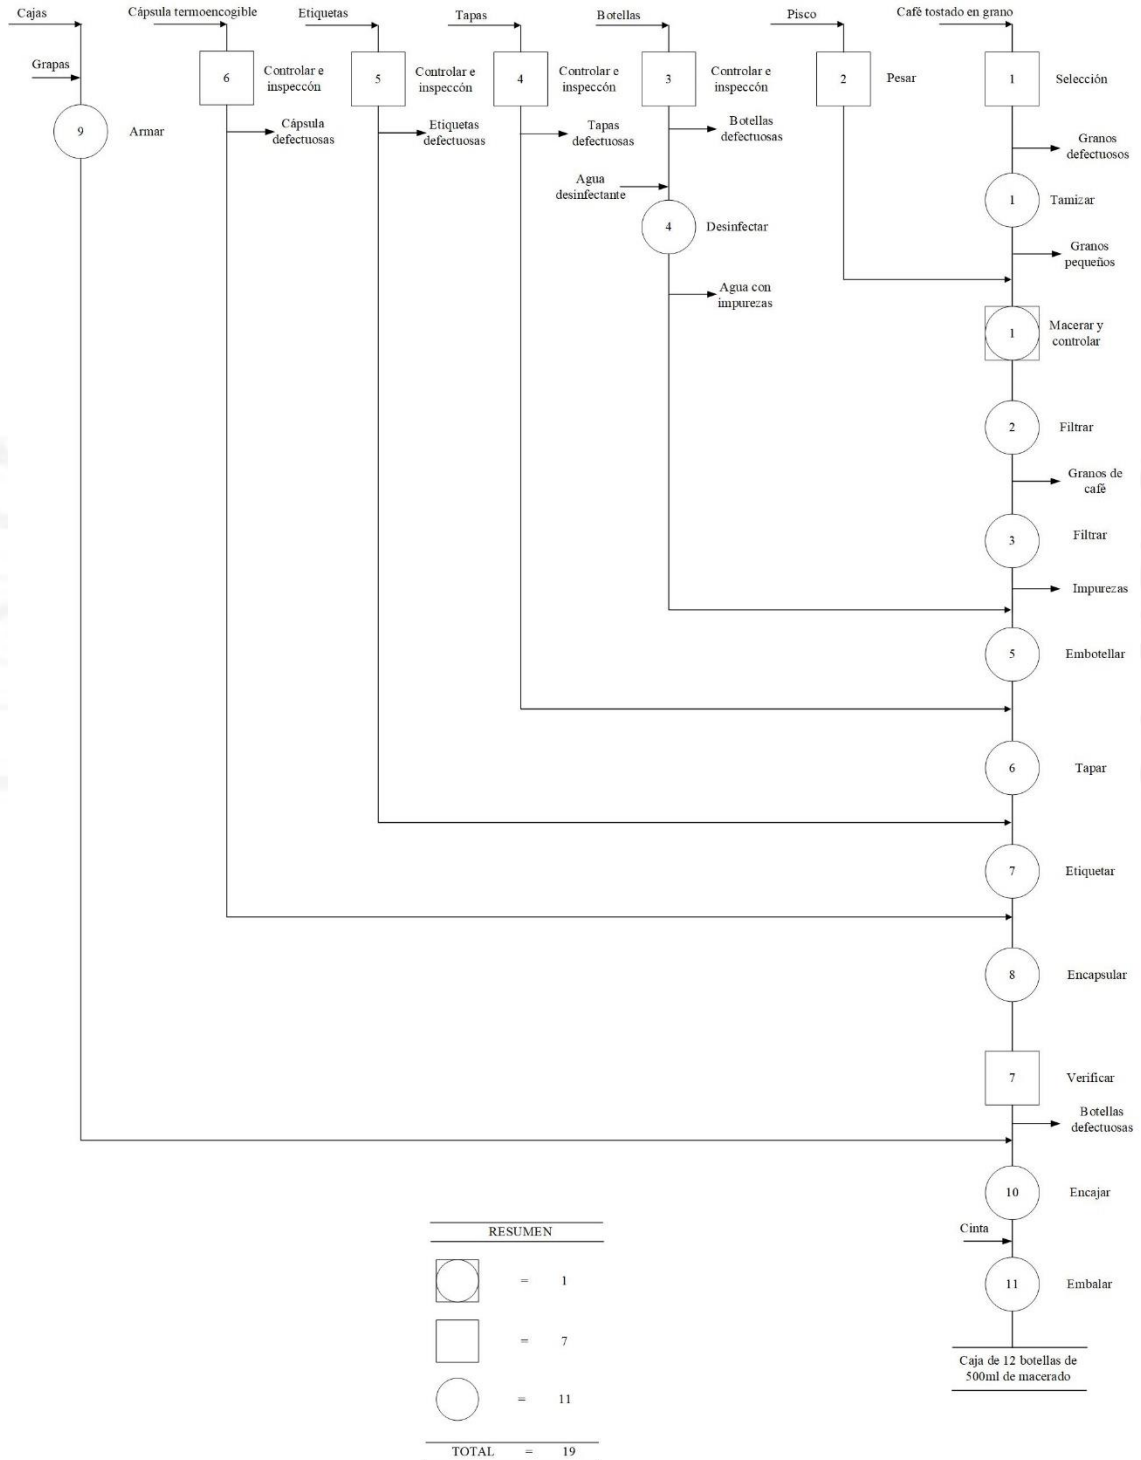 Cajas
Cápsula termoencogible
Etiquetas
Tapas
Botellas
Pisco
Café tostado en grano
Grapas
6
Controlar e
inspeccón
5
Controlar e
inspeccón
4
Controlar e
inspeccón
3
Controlar e
inspeccón
2
Pesar
1
Selección
9
Armar
Cápsula
defectuosas
Etiquetas
defectuosas
Tapas
defectuosas
Botellas
defectuosas
Granos
defectuosos
Agua
desinfectante
1
Tamizar
4
Desinfectar
Granos
pequeños
Agua con
impurezas
1
Macerar y
controlar
2
Filtrar
Granos de
café
3
Filtrar
Impurezas
5
Embotellar
6
Tapar
7
Etiquetar
8
Encapsular
7
Verificar
Botellas
defectuosas
10
Encajar
Cinta
11
Embalar
Caja de 12 botellas de
500ml de macerado
RESUMEN
= 1
= 7
= 11
TOTAL = 19